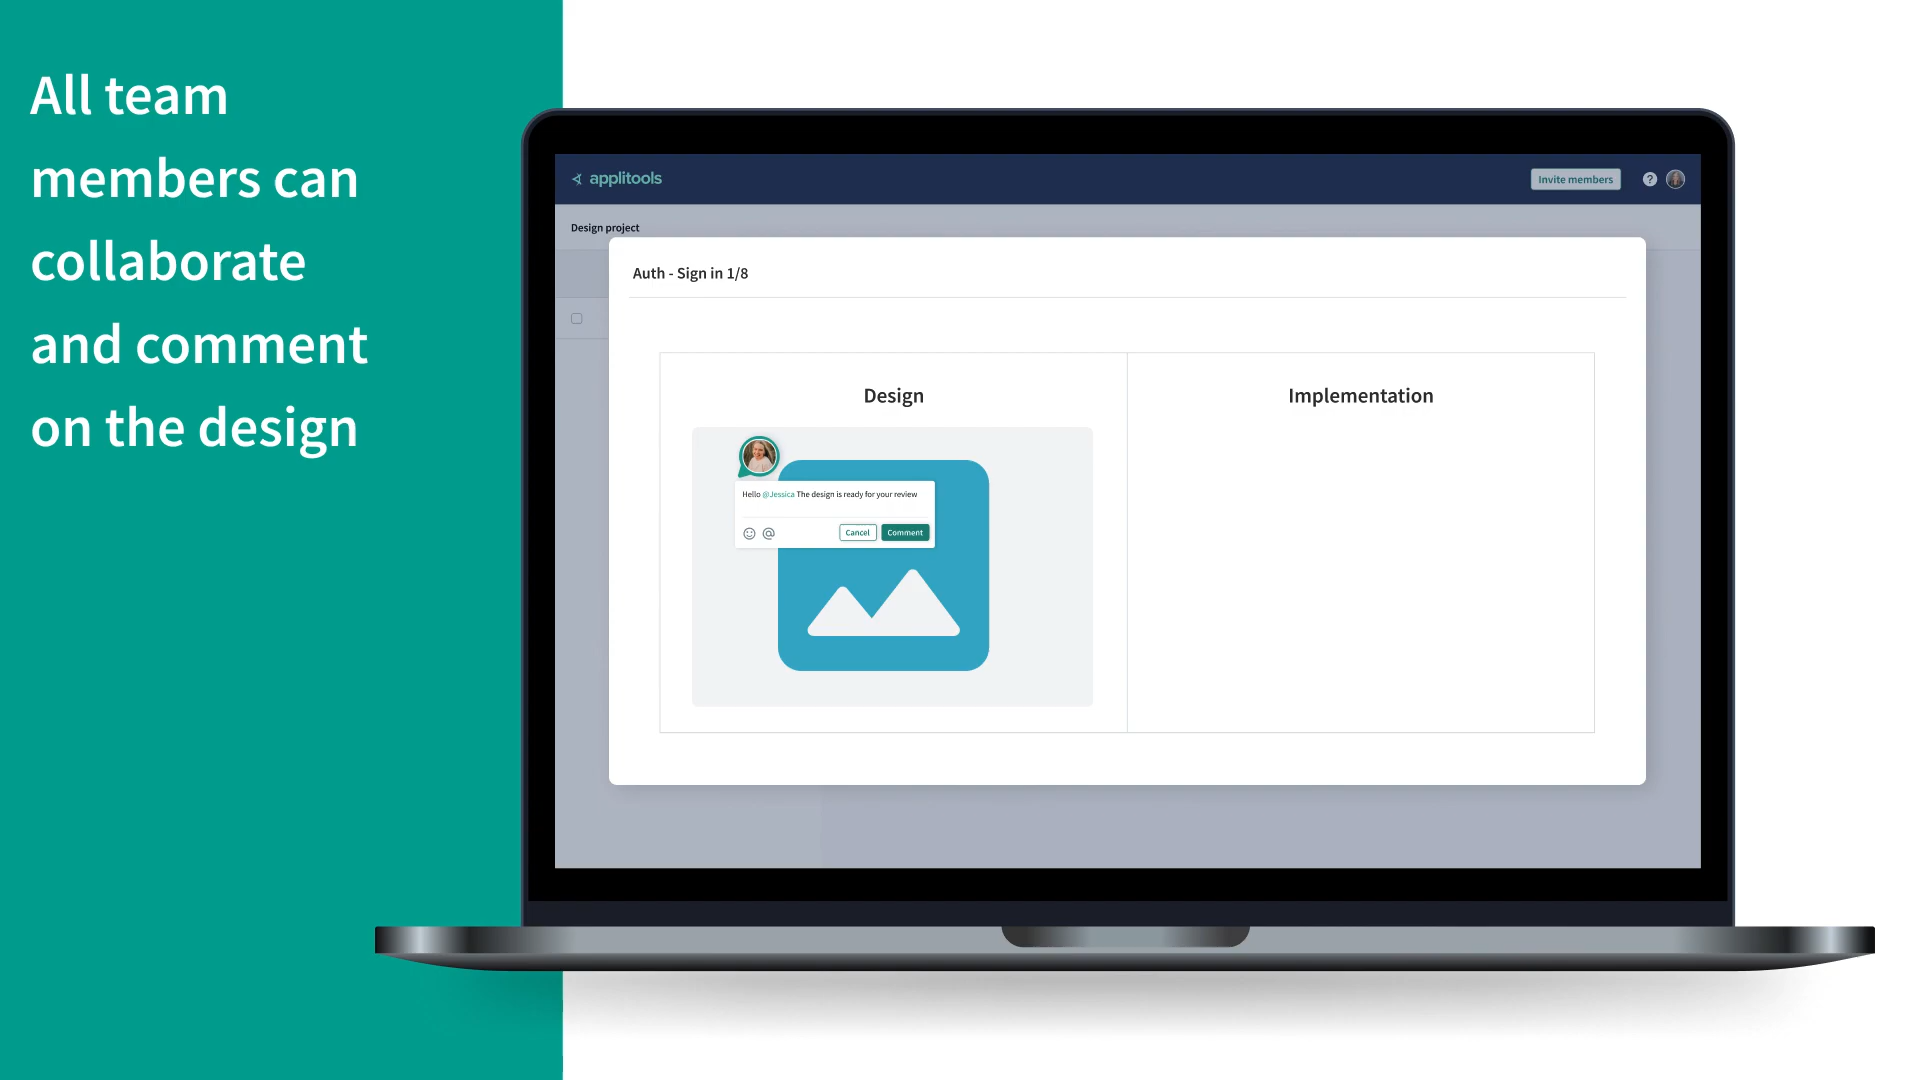 All team
members can
collaborate
and comment
on the design
applitools
Invite members
?
Design project
Auth - Sign in 1/8
Design
Implementation
Hello @Jessica The design is ready for your review
@
Cancel
Comment